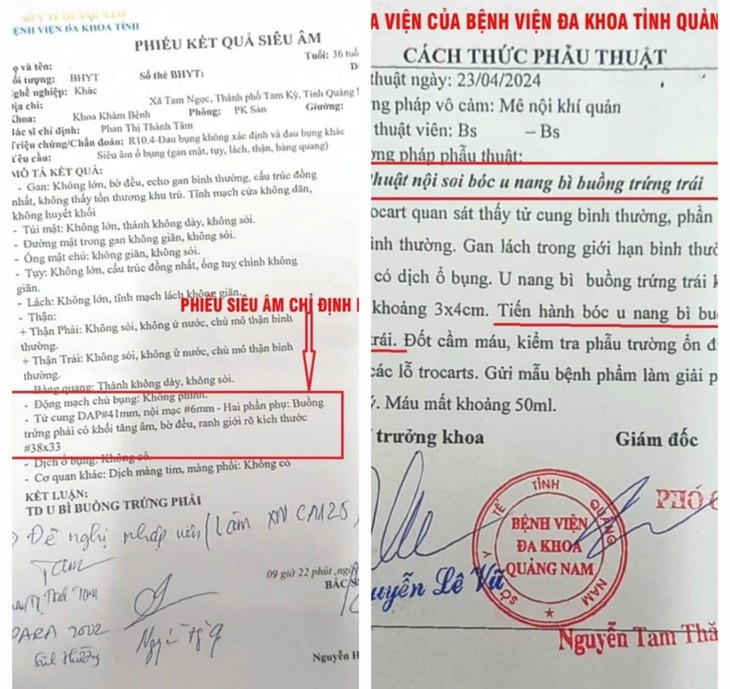 SỞ Y TẾ QUẢNG NAM
BỆNH VIỆN ĐA KHOA TỈNH
PHIẾU KẾT QUẢ SIÊU ÂM
Tuổi: 36 tuổ
ọ và tên:
ối tượng: BHYT Số thẻ BHYT:
ghề nghiệp: Khác
ịa chỉ: Xã Tam Ngọc, Thành phố Tam Kỳ, Tỉnh Quảng N
Khoa: Khoa Khám Bệnh Phòng: PK Sản Giường:
ác sĩ chỉ định: Phan Thị Thành Tâm
Triệu chứng/Chẩn đoán: R10.4-Đau bụng không xác định và đau bụng khác
Yêu cầu: Siêu âm ổ bụng (gan mật, tụy, lách, thận, bàng quang)
MÔ TẢ KẾT QUẢ:
- Gan: Không lớn, bờ đều, echo gan bình thường, cấu trúc đồng
nhất, không thấy tổn thương khu trú. Tĩnh mạch cửa không dãn,
không huyết khối
- Túi mật: Không lớn, thành không dày, không sỏi.
- Đường mật trong gan không giãn, không sỏi.
- Ống mật chủ: không giãn, không sỏi.
- Tụy: Không lớn, cấu trúc đồng nhất, ống tụy chính không
giãn.
- Lách: Không lớn, tĩnh mạch lách không giãn.
PHIẾU SIÊU ÂM CHỈ ĐỊNH
- Thận:
+ Thận Phải: Không sỏi, không ứ nước, chủ mô thận bình
thường.
+ Thận Trái: Không sỏi, không ứ nước, chủ mô thận bình
thường.
- Bàng quang: Thành không dày, không sỏi.
- Động mạch chủ bụng: Không phình.
- Tử cung DAP#41mm, nội mạc #6mm - Hai phần phụ: Buồng
trứng phải có khối tăng âm, bờ đều, ranh giới rõ kích thước
#38x33
- Dịch ổ bụng: Không có.
- Cơ quan khác: Dịch màng tim, màng phổi: Không có
KẾT LUẬN:
TD U BÌ BUỒNG TRỨNG PHẢI
Đề nghị nhập viện / Làm XN CA125
Tâm
09 giờ 22 phút, ngày
BÁC S
PARA 2002
Nguyễn H
A VIỆN CỦA BỆNH VIỆN ĐA KHOA TỈNH QUẢN
CÁCH THỨC PHẪU THUẬT
thuật ngày: 23/04/2024
ng pháp vô cảm: Mê nội khí quản
thuật viên: Bs – Bs
ơng pháp phẫu thuật:
huật nội soi bóc u nang bì buồng trứng trái
ocart quan sát thấy tử cung bình thường, phần
ình thường. Gan lách trong giới hạn bình thườ
có dịch ổ bụng. U nang bì buồng trứng trái k
khoảng 3x4cm. Tiến hành bóc u nang bì bu
trái. Đốt cầm máu, kiểm tra phẫu trường ổn đ
các lỗ trocarts. Gửi mẫu bệnh phẩm làm giải p
ý. Máu mất khoảng 50ml.
trưởng khoa Giám đốc
SỞ Y TẾ TỈNH QUẢNG NAM
BỆNH VIỆN
ĐA KHOA
QUẢNG NAM
PHÓ G
uyễn Lê Vũ
Nguyễn Tam Thă